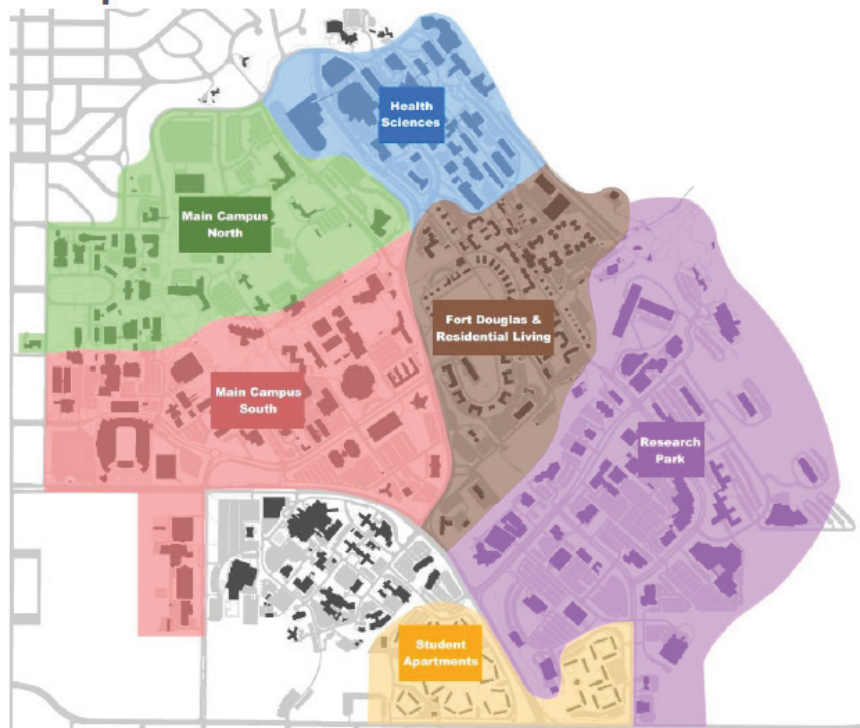 Health
Sciences
Main Campus
North
Fort Douglas &
Residential Living
Main Campus
South
Research
Park
Student
Apartments